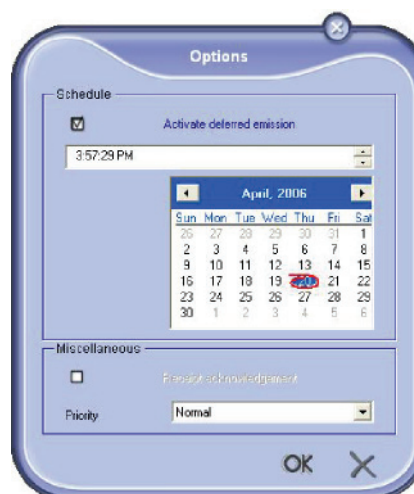 Options
Schedule
Activate deferred emission
3:57:29 PM
April, 2006
Sun Mon Tue Wed Thu Fri Sat
26 27 28 29 30 31 1
2 3 4 5 6 7 8
9 10 11 12 13 14 15
16 17 18 19 20 21 22
23 24 25 26 27 28 29
30 1 2 3 4 5 6
Miscellaneous
Receipt acknowledgement
Priority Normal
OK